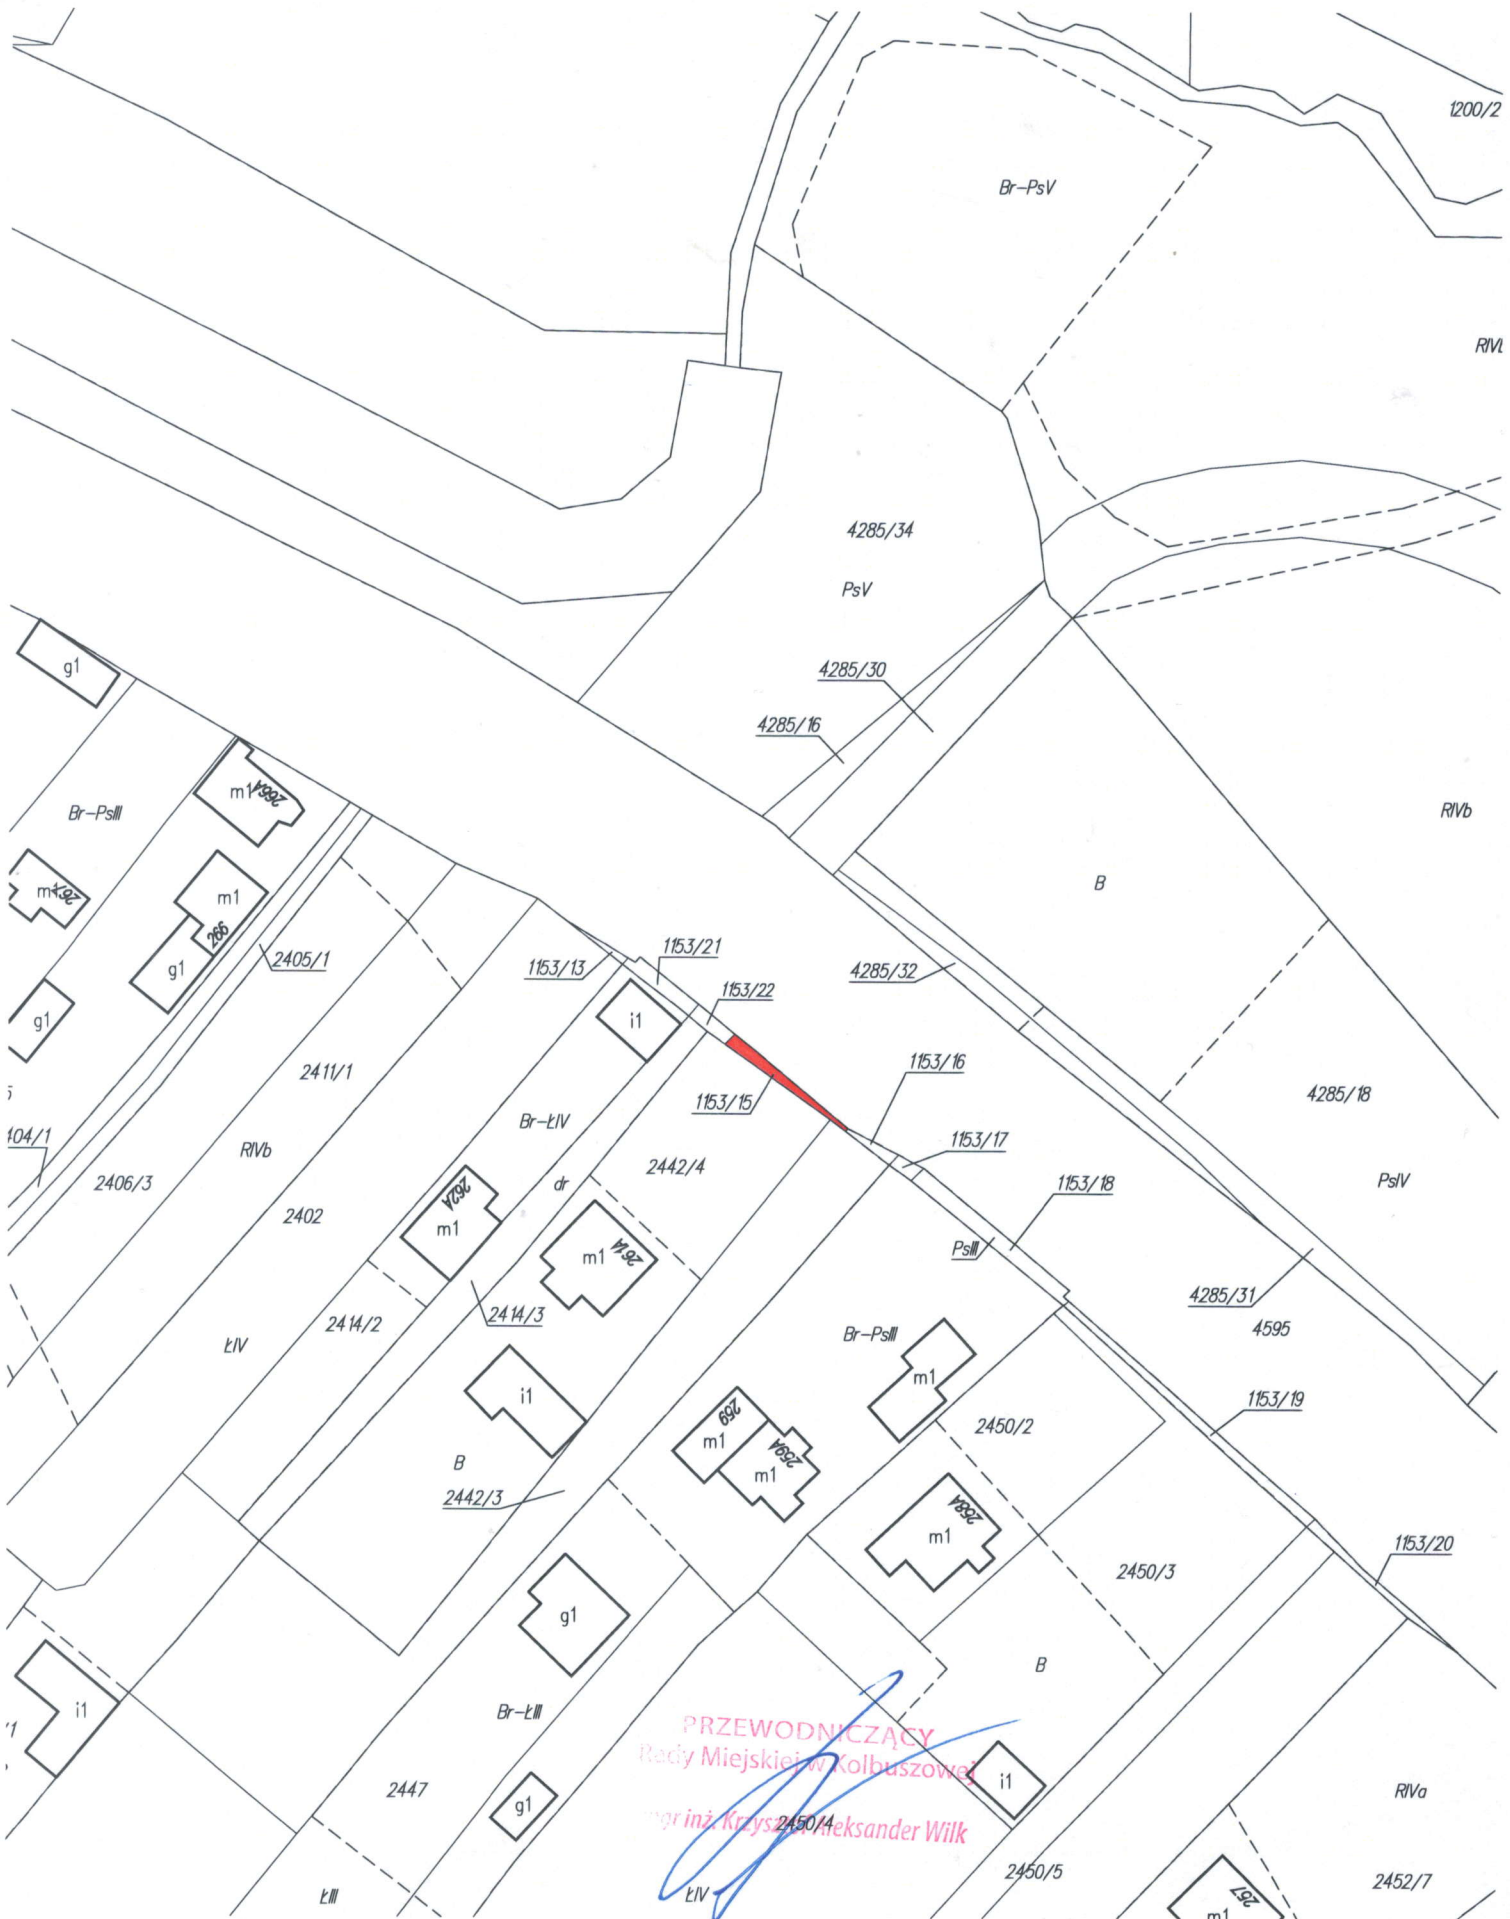 1200/2
Br-PsV
4285/34
PsV
4285/30
4285/16
g1
Br-PsIII
m1
266A
RIVb
B
m1
267
m1
266
g1
2405/1
1153/13
1153/21
4285/32
1153/22
i1
g1
2411/1
1153/15
1153/16
4285/18
Br-ŁIV
1153/17
RIVb
2406/3
2442/4
dr
1153/18
PsIV
2402
262A
m1
m1
261A
PsIII
4285/31
2414/2
2414/3
4595
ŁIV
Br-PsIII
m1
i1
1153/19
2450/2
259
m1
259A
m1
B
2442/3
m1
268A
1153/20
2450/3
g1
B
i1
Br-ŁIII
PRZEWODNICZĄCY
Rady Miejskiej w Kolbuszowej
i1
2447
g1
mgr inż. Krzysztof Aleksander Wilk
2450/4
RIVa
2450/5
2452/7
ŁIII
ŁIV
257
m1